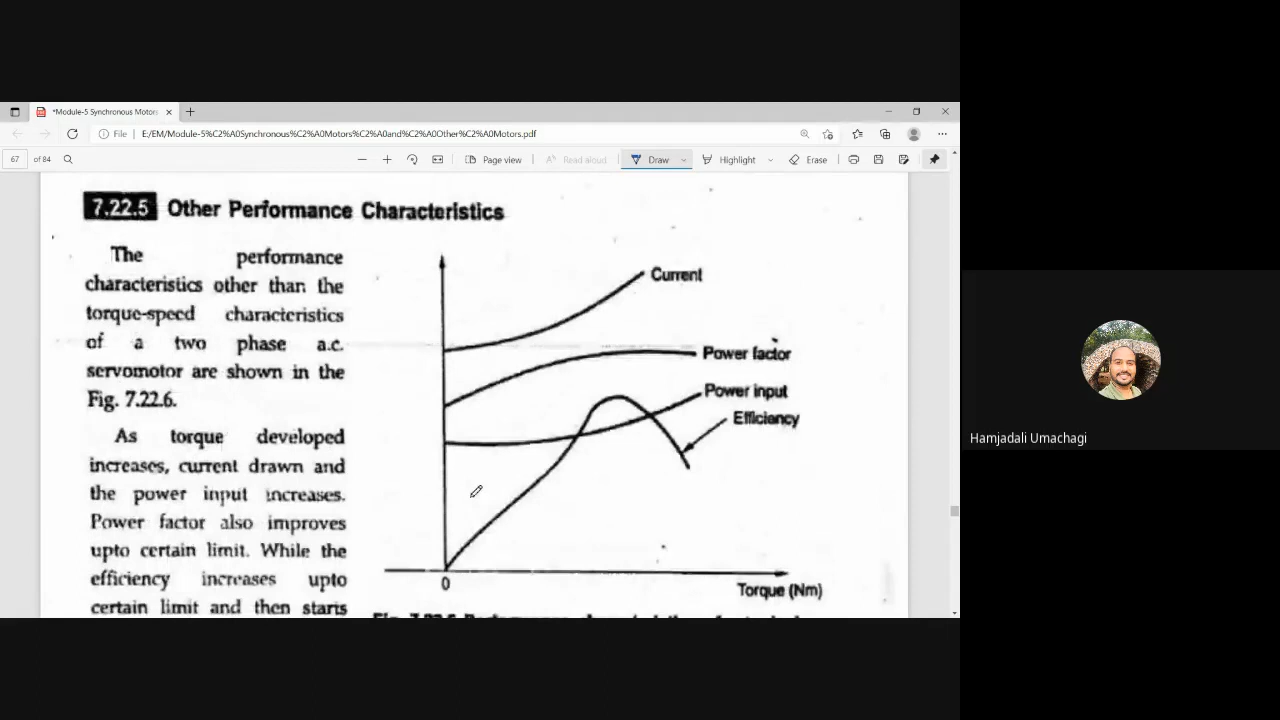 *Module-5 Synchronous Motors
File | E:/EM/Module-5%C2%A0Synchronous%C2%A0Motors%C2%A0and%C2%A0Other%C2%A0Motors.pdf
67 of 84 Page view Read aloud Draw Highlight Erase
7.22.5 Other Performance Characteristics
The performance
characteristics other than the
torque-speed characteristics
of a two phase a.c.
servomotor are shown in the
Fig. 7.22.6.
As torque developed
increases, current drawn and
the power input increases.
Power factor also improves
upto certain limit. While the
efficiency increases upto
certain limit and then starts
Current
Power factor
Power input
Efficiency
0
Torque (Nm)
Hamjadali Umachagi